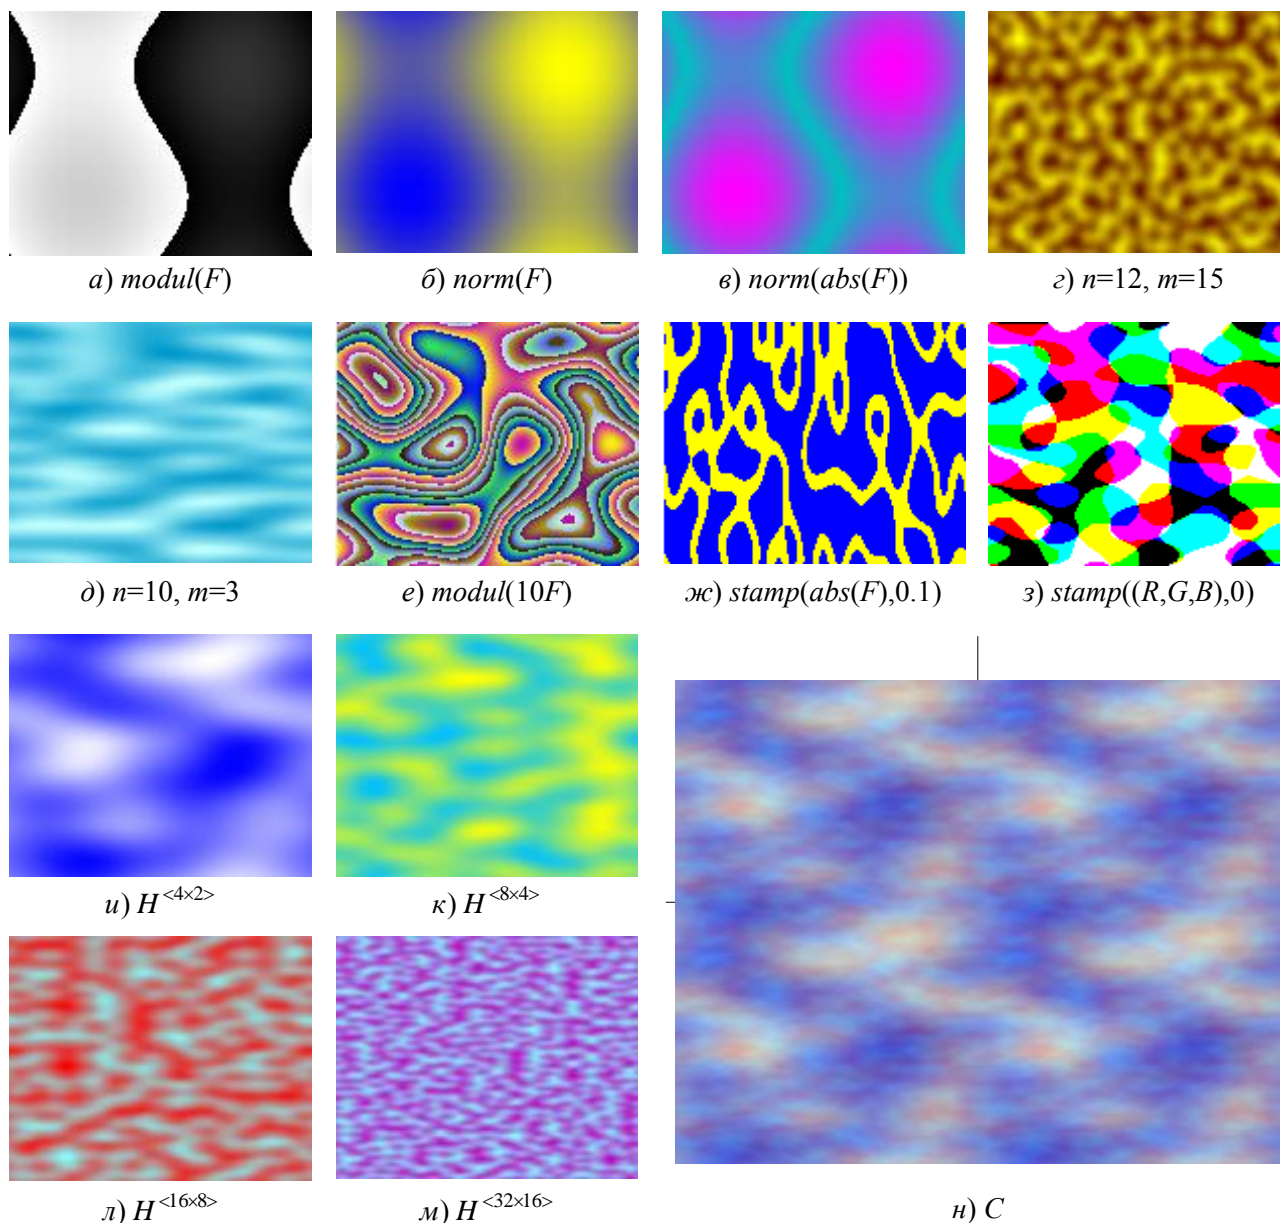 а) modul(F)
б) norm(F)
в) norm(abs(F))
г) n=12, m=15
д) n=10, m=3
е) modul(10F)
ж) stamp(abs(F),0.1)
з) stamp((R,G,B),0)
и) H<4×2>
к) H<8×4>
л) H<16×8>
м) H<32×16>
н) C